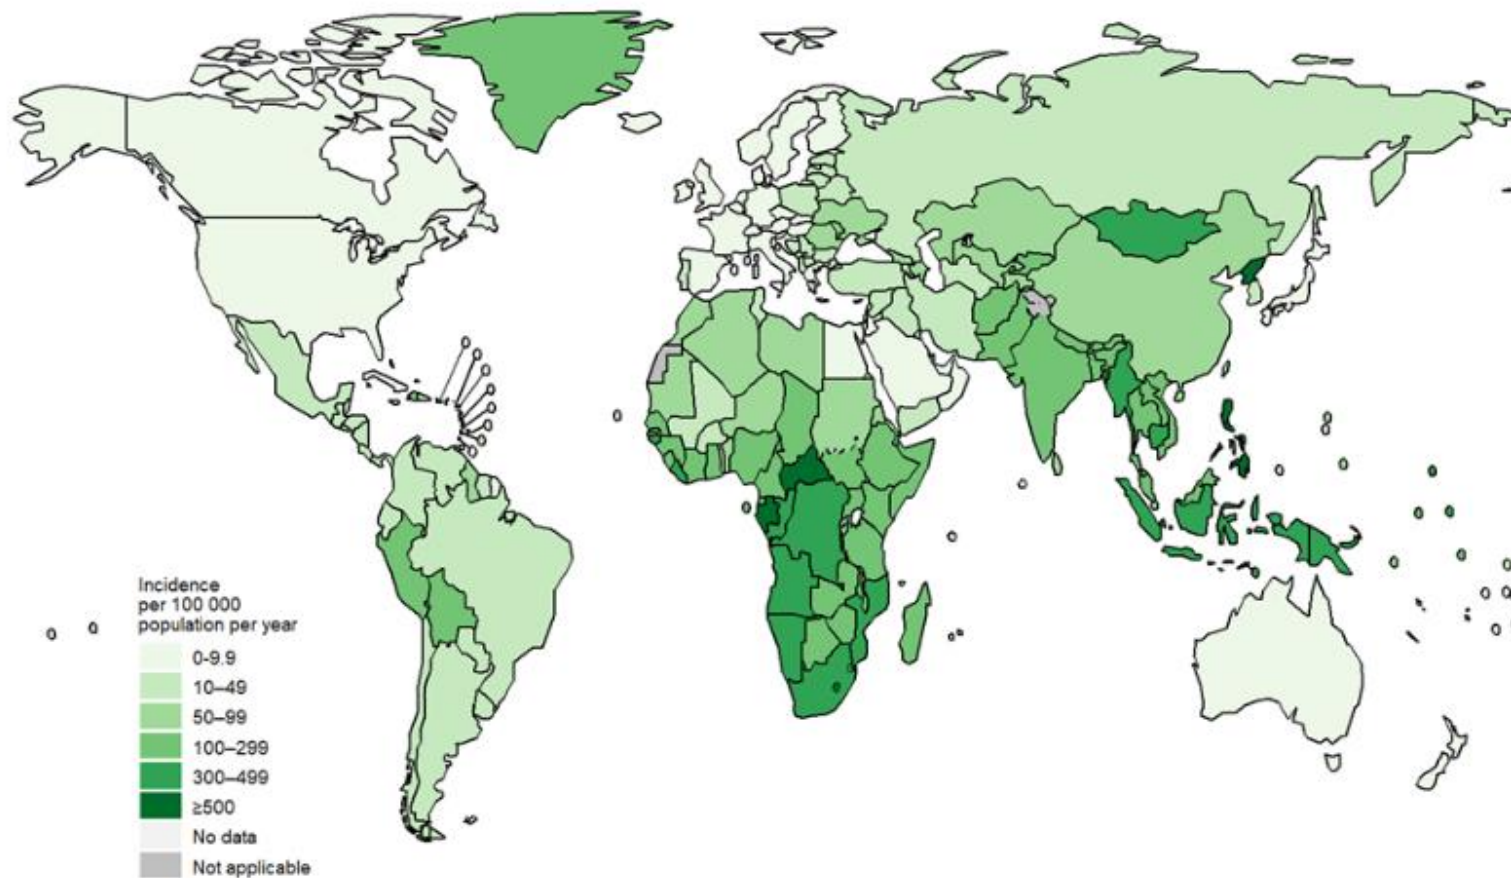 Incidence
per 100 000
population per year
0-9.9
10–49
50–99
100–299
300–499
≥500
No data
Not applicable